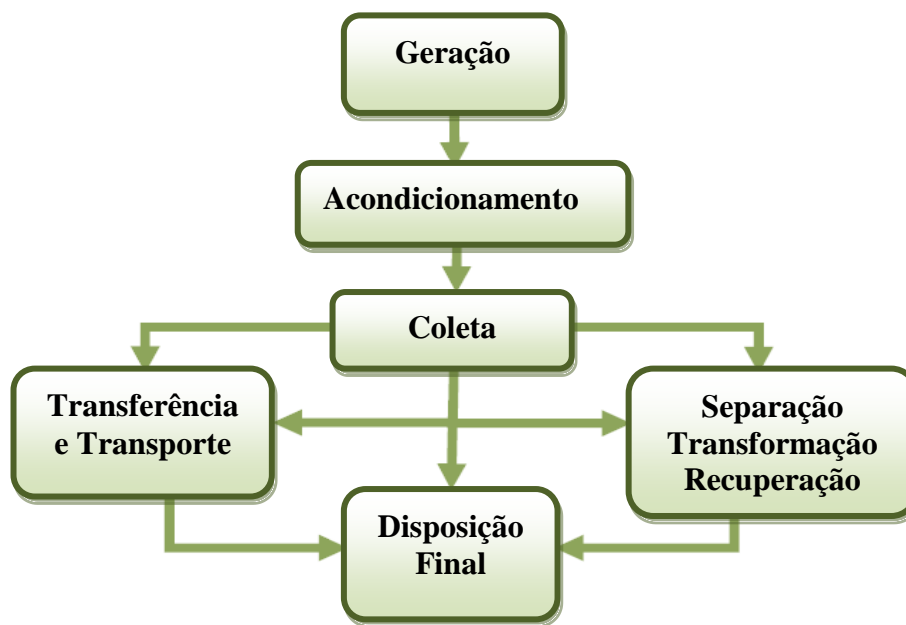 Geração
Acondicionamento
Coleta
Transferência
e Transporte
Separação
Transformação
Recuperação
Disposição
Final